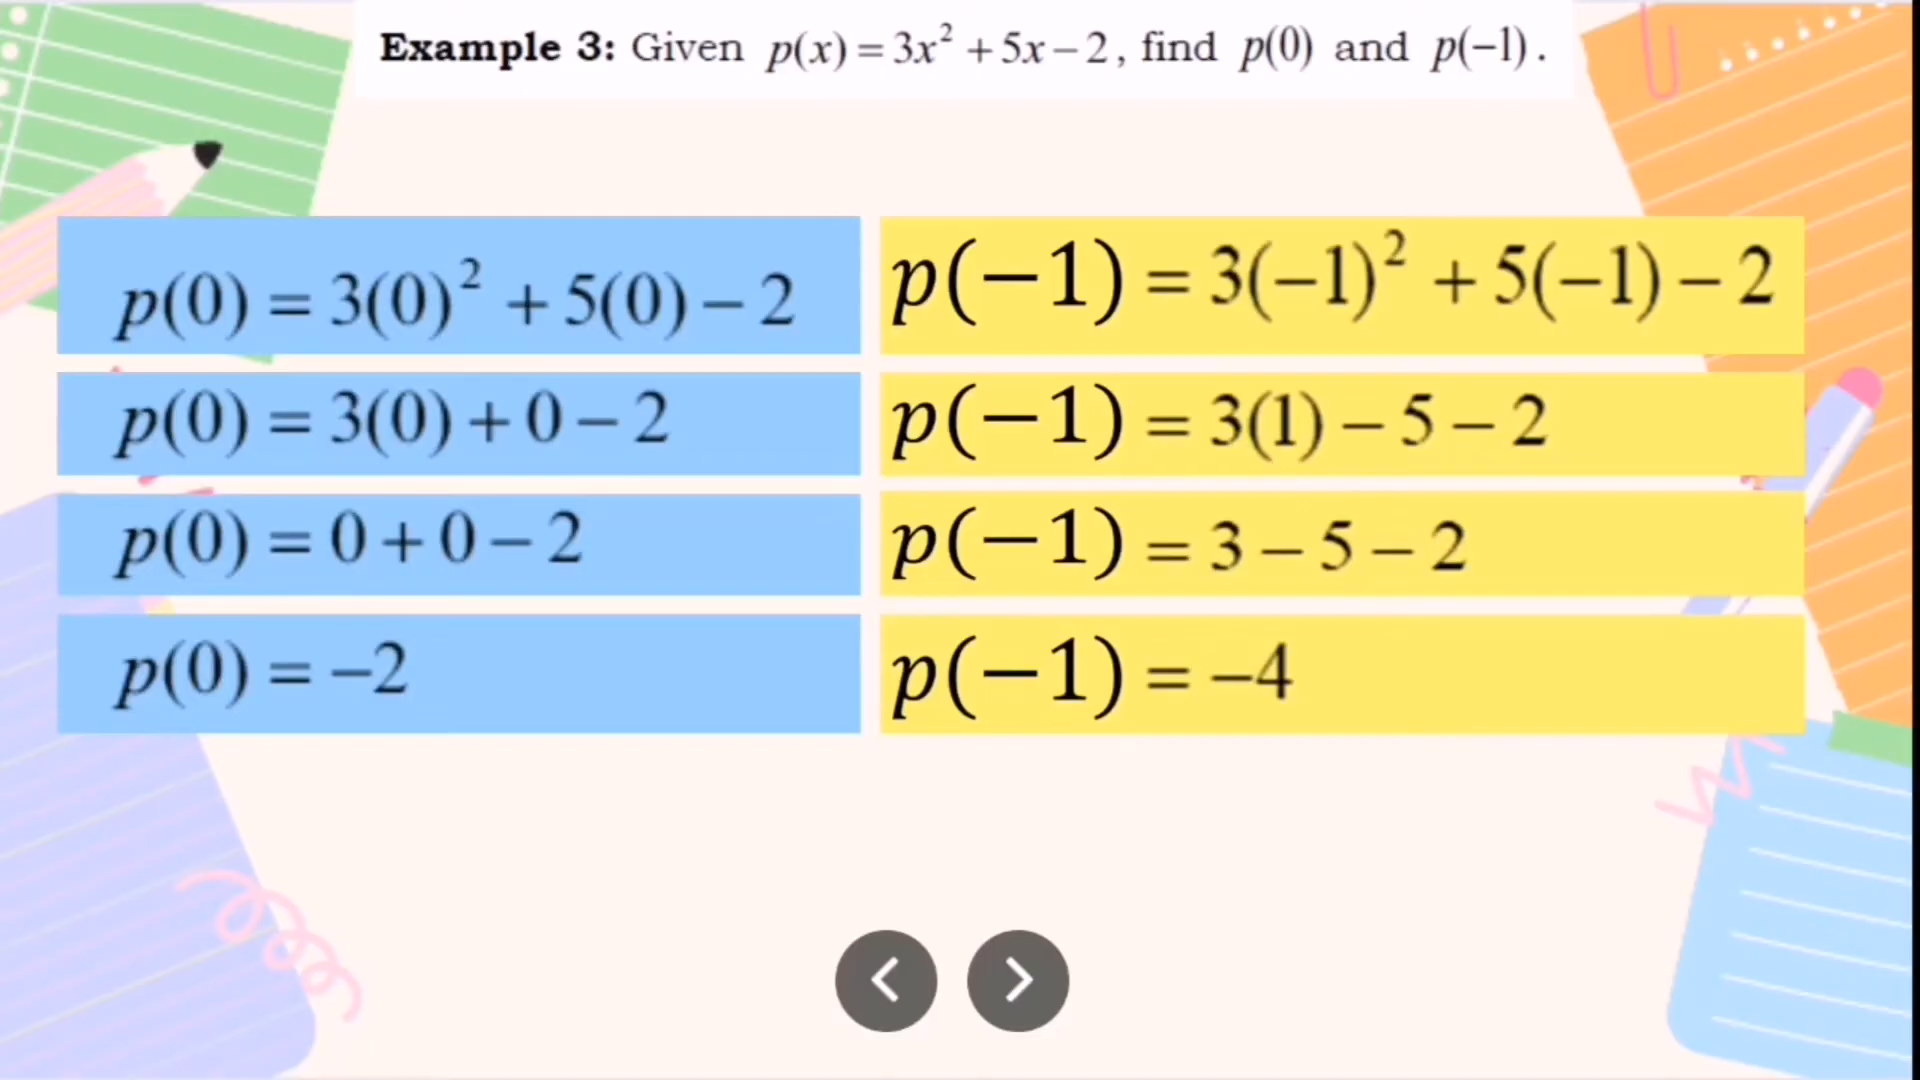 Example 3: Given p(x) = 3x² + 5x − 2, find p(0) and p(−1).
p(0) = 3(0)² + 5(0) − 2
p(0) = 3(0) + 0 − 2
p(0) = 0 + 0 − 2
p(0) = −2
p(−1) = 3(−1)² + 5(−1) − 2
p(−1) = 3(1) − 5 − 2
p(−1) = 3 − 5 − 2
p(−1) = −4